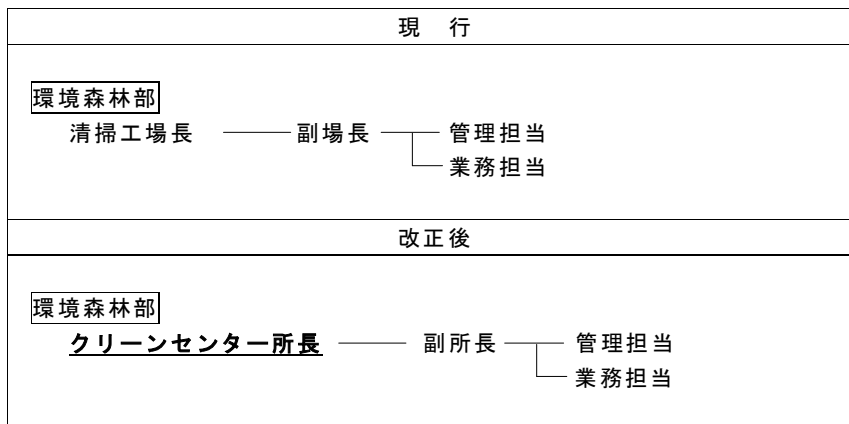 現　行
環境森林部
清掃工場長 副場長 管理担当
業務担当
改正後
環境森林部
クリーンセンター所長 副所長 管理担当
業務担当